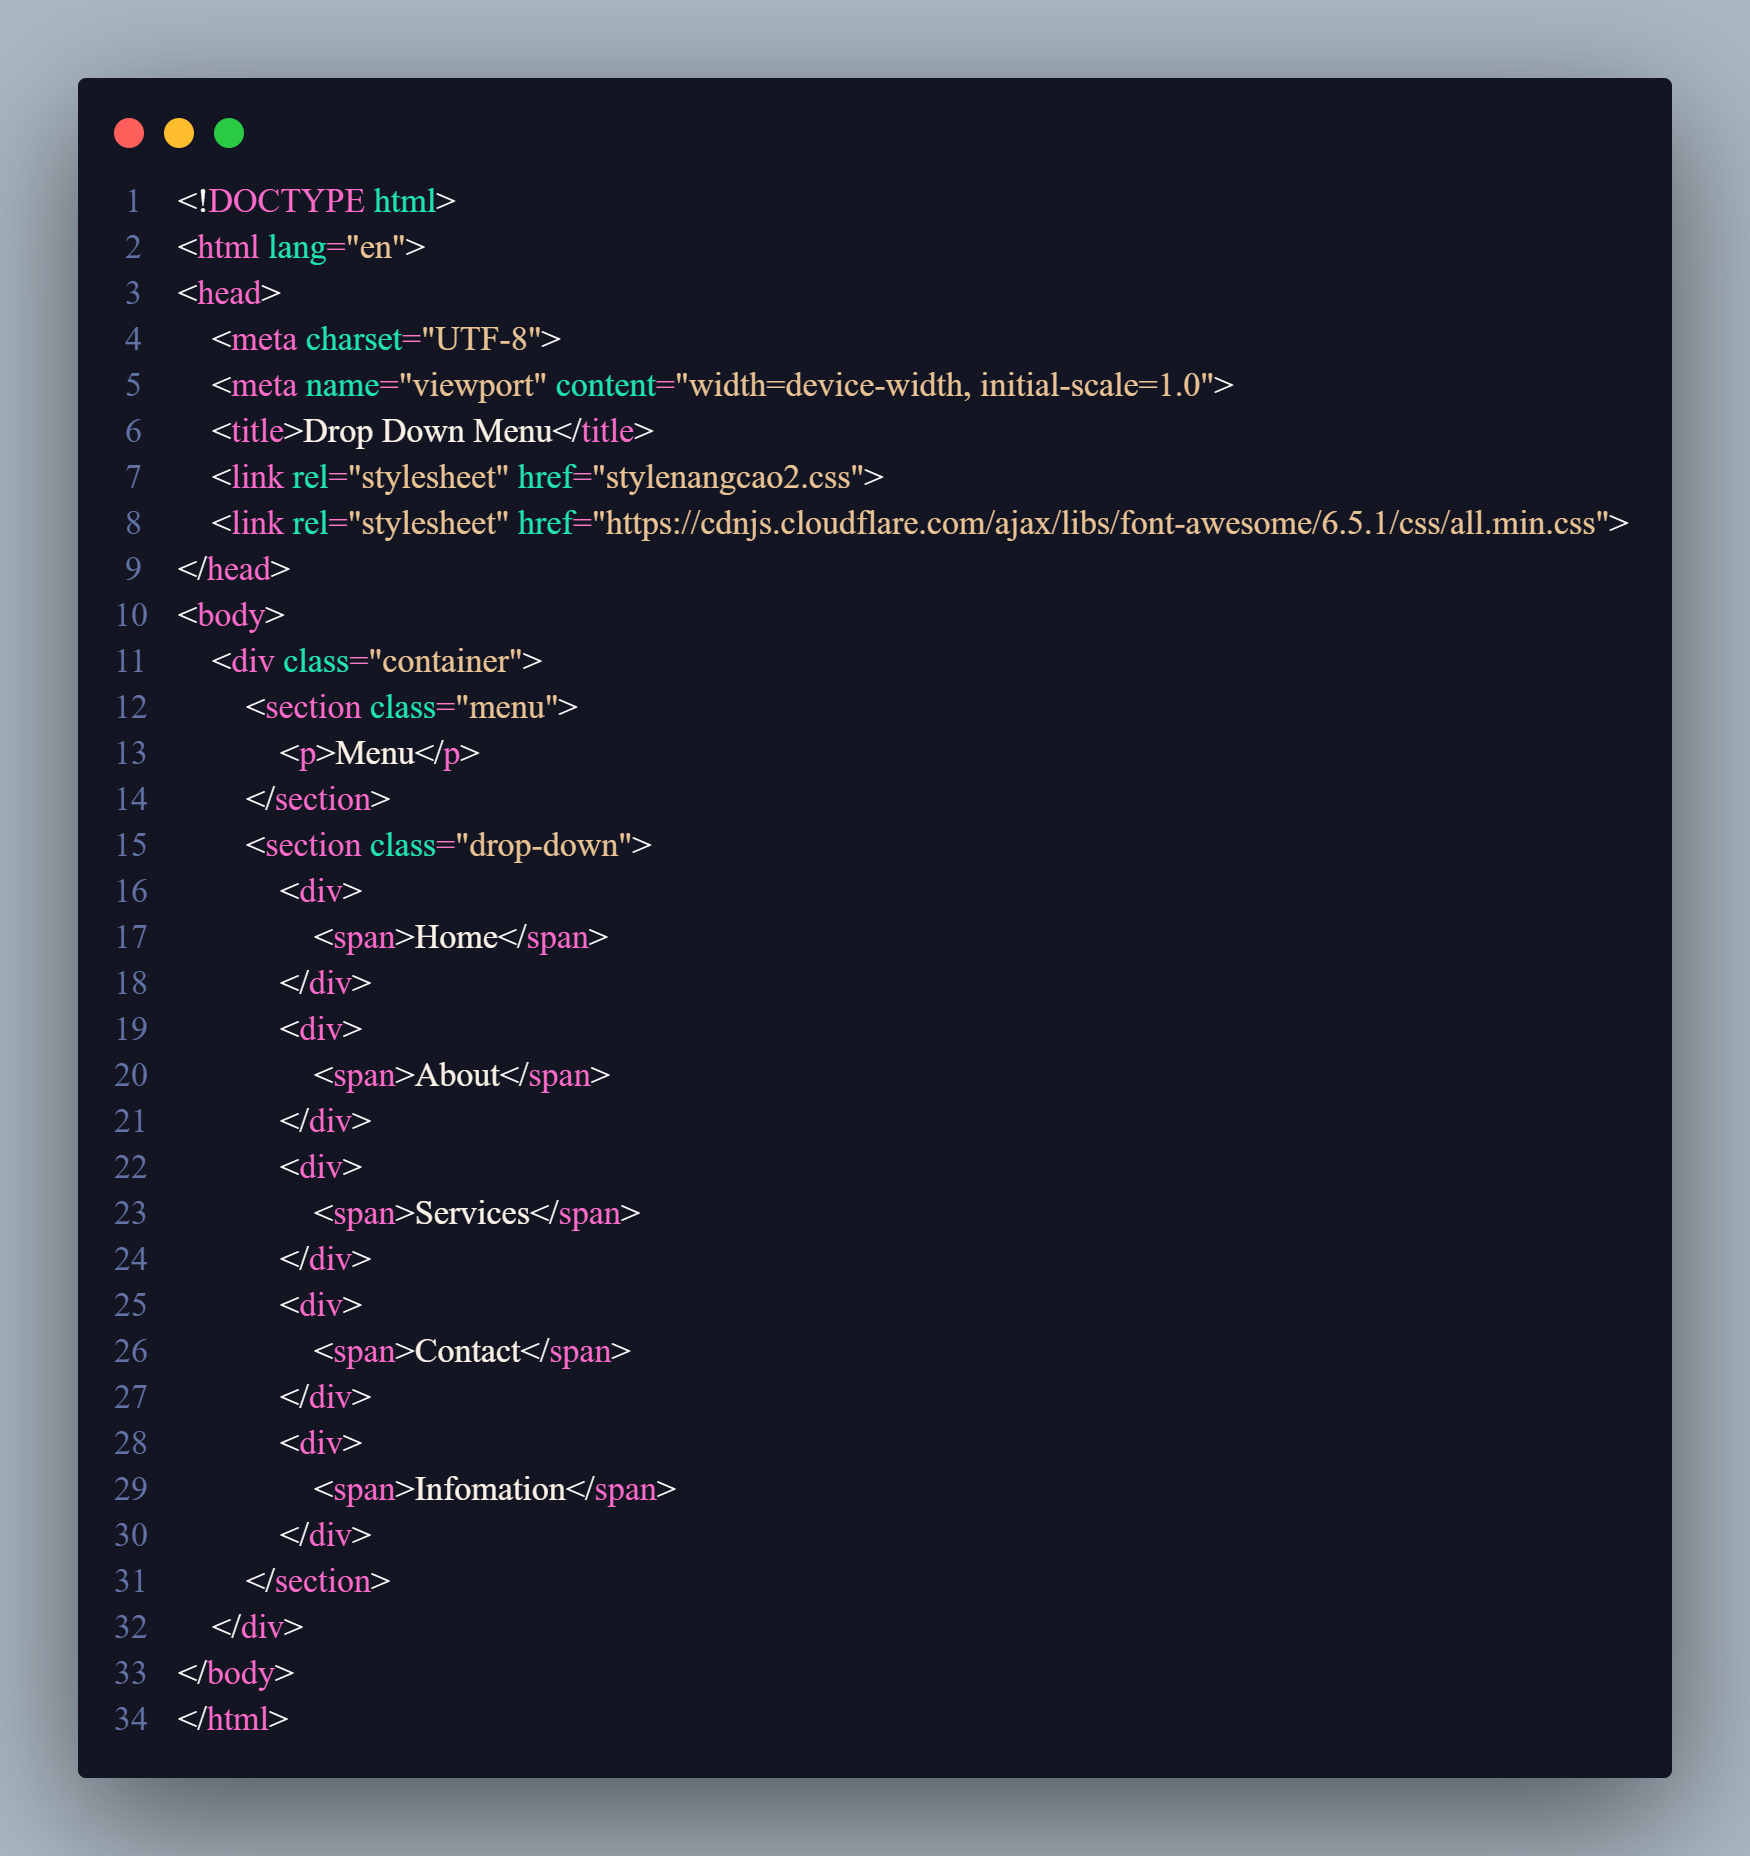 1 <!DOCTYPE html>
2 <html lang="en">
3 <head>
4     <meta charset="UTF-8">
5     <meta name="viewport" content="width=device-width, initial-scale=1.0">
6     <title>Drop Down Menu</title>
7     <link rel="stylesheet" href="stylenangcao2.css">
8     <link rel="stylesheet" href="https://cdnjs.cloudflare.com/ajax/libs/font-awesome/6.5.1/css/all.min.css">
9 </head>
10 <body>
11     <div class="container">
12         <section class="menu">
13             <p>Menu</p>
14         </section>
15         <section class="drop-down">
16             <div>
17                 <span>Home</span>
18             </div>
19             <div>
20                 <span>About</span>
21             </div>
22             <div>
23                 <span>Services</span>
24             </div>
25             <div>
26                 <span>Contact</span>
27             </div>
28             <div>
29                 <span>Infomation</span>
30             </div>
31         </section>
32     </div>
33 </body>
34 </html>